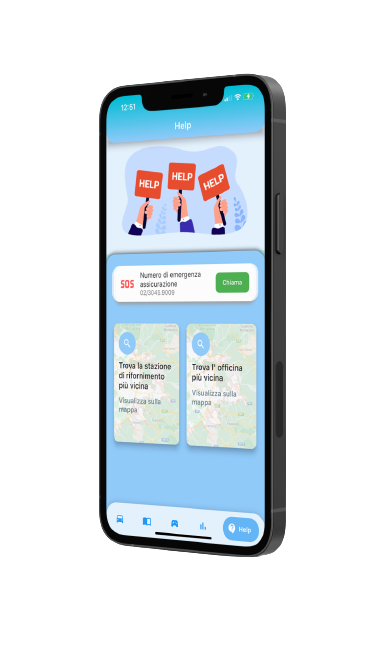 12:51
Help
HELP
HELP
HELP
SOS
Numero di emergenza
assicurazione
02/3045.9009
Chiama
Trova la stazione
di rifornimento
più vicina
Visualizza sulla
mappa
Trova l' officina
più vicina
Visualizza sulla
mappa
Help